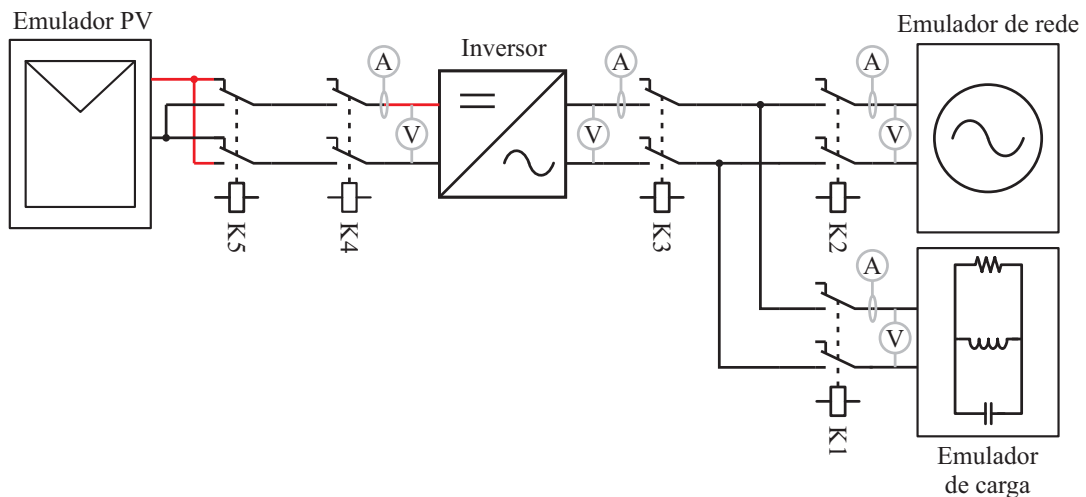 Emulador PV
Inversor
Emulador de rede
A
A
A
V
V
V
K5
K4
K3
K2
A
V
K1
Emulador
de carga